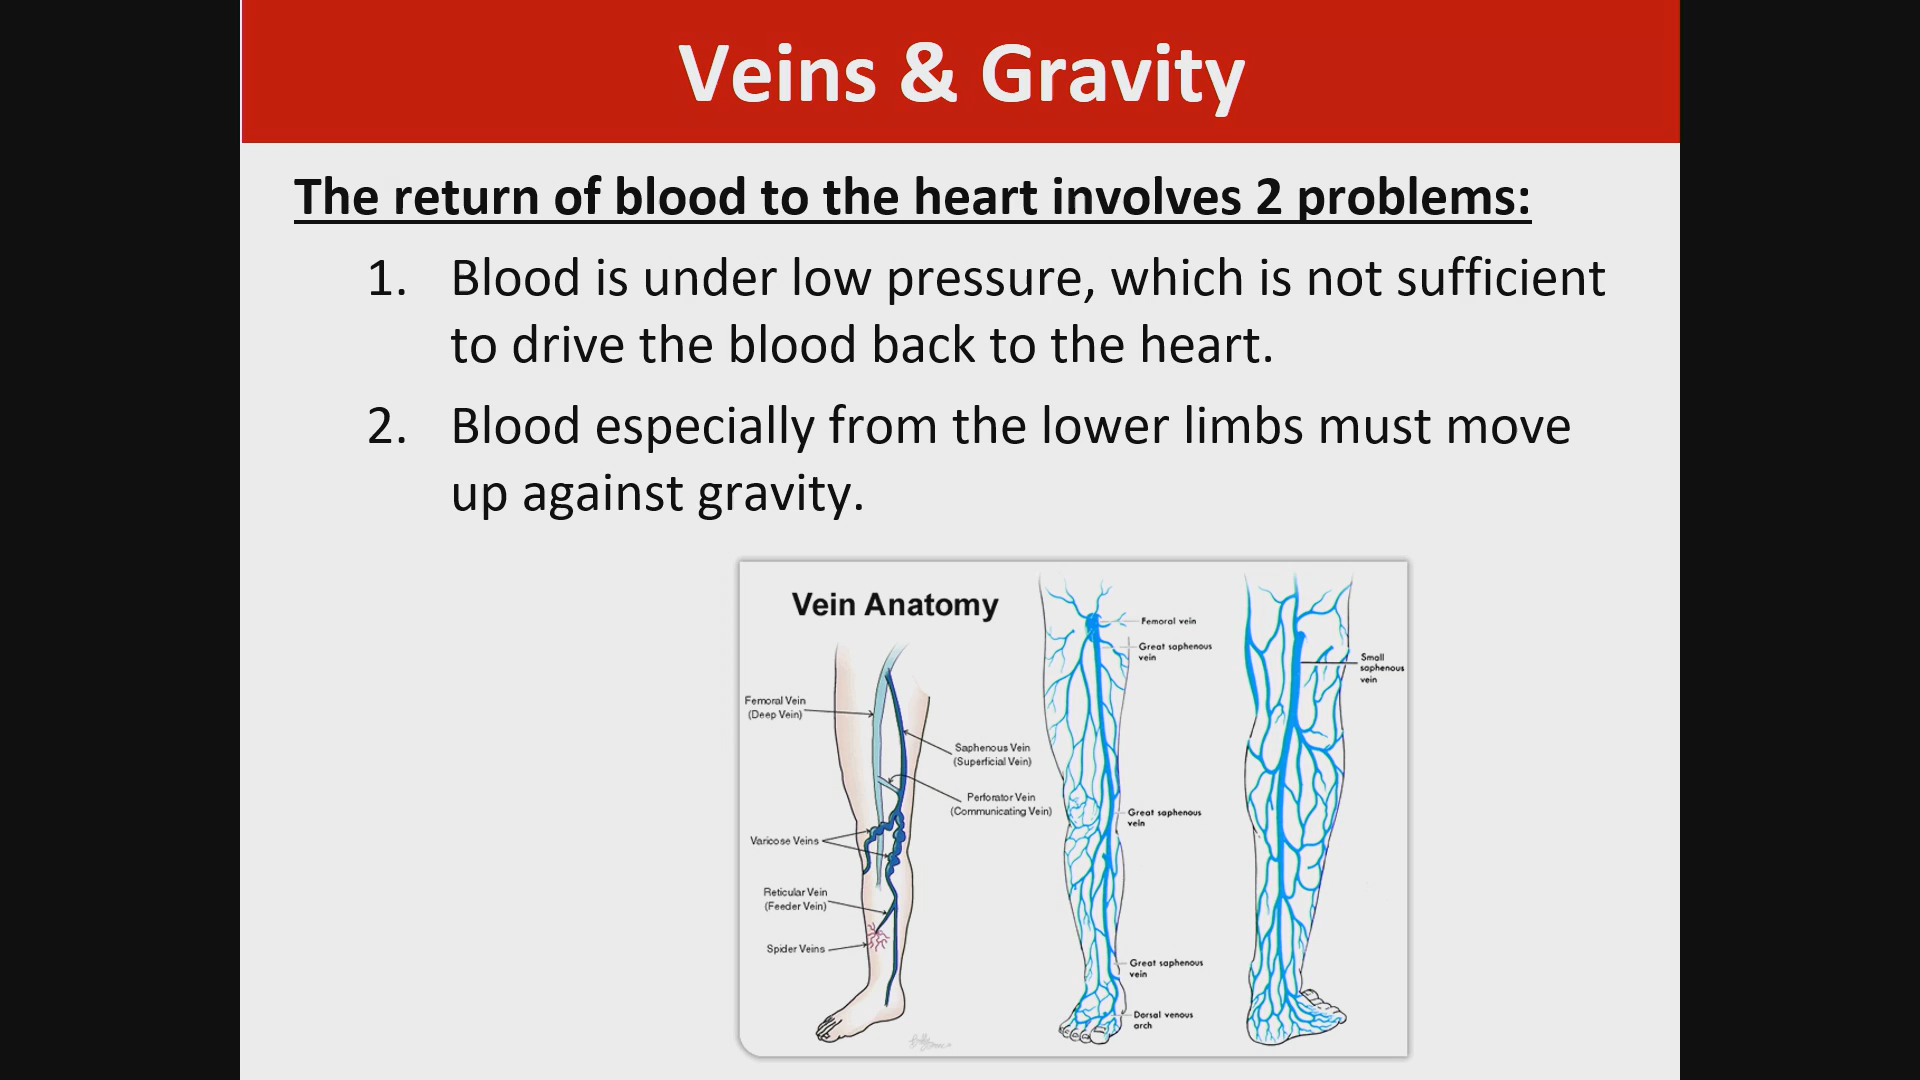 Veins & Gravity
The return of blood to the heart involves 2 problems:
1. Blood is under low pressure, which is not sufficient
to drive the blood back to the heart.
2. Blood especially from the lower limbs must move
up against gravity.
Vein Anatomy
Femoral Vein
(Deep Vein)
Saphenous Vein
(Superficial Vein)
Perforator Vein
(Communicating Vein)
Varicose Veins
Reticular Vein
(Feeder Vein)
Spider Veins
Femoral vein
Great saphenous
vein
Great saphenous
vein
Great saphenous
vein
Dorsal venous
arch
Small
saphenous
vein